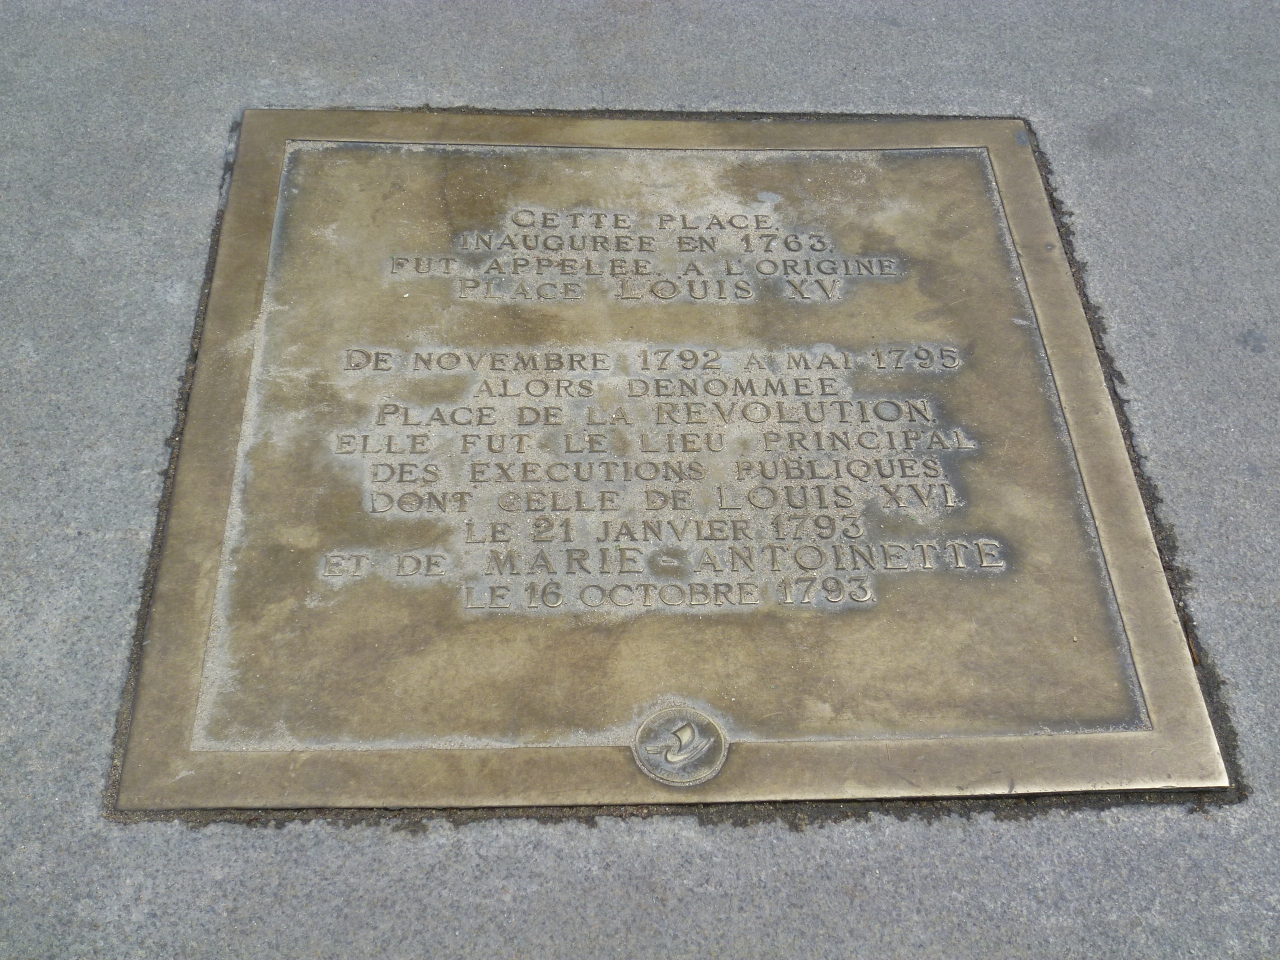 CETTE PLACE,
INAUGUREE EN 1763,
FUT APPELEE, A L'ORIGINE,
PLACE LOUIS XV.
DE NOVEMBRE 1792 A MAI 1795
ALORS DENOMMEE
PLACE DE LA REVOLUTION,
ELLE FUT LE LIEU PRINCIPAL
DES EXECUTIONS PUBLIQUES
DONT CELLE DE LOUIS XVI,
LE 21 JANVIER 1793
ET DE MARIE-ANTOINETTE
LE 16 OCTOBRE 1793.